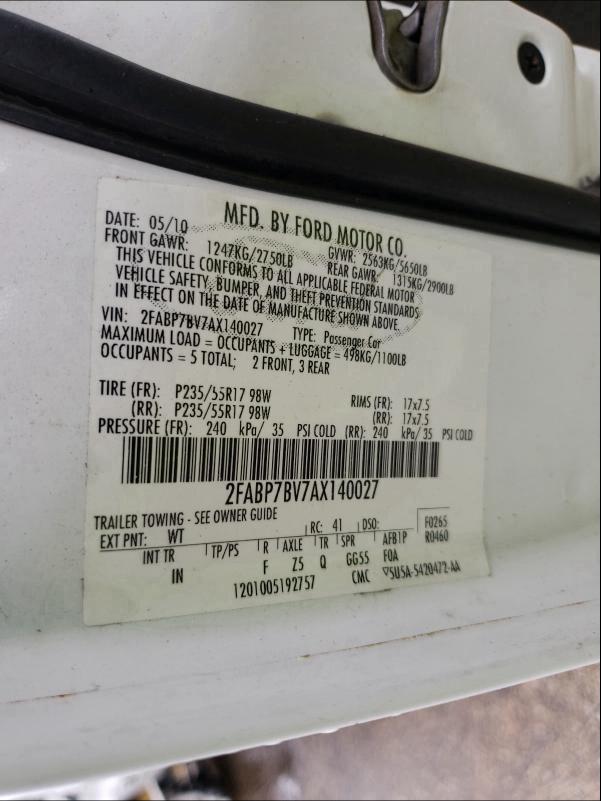 MFD. BY FORD MOTOR CO.
DATE: 05/10 GVWR: 2563KG/5650LB
FRONT GAWR: 1247KG/2750LB REAR GAWR: 1315KG/2900LB
THIS VEHICLE CONFORMS TO ALL APPLICABLE FEDERAL MOTOR
VEHICLE SAFETY, BUMPER, AND THEFT PREVENTION STANDARDS
IN EFFECT ON THE DATE OF MANUFACTURE SHOWN ABOVE.
VIN: 2FABP7BV7AX140027 TYPE: Passenger Car
MAXIMUM LOAD = OCCUPANTS + LUGGAGE = 498KG/1100LB
OCCUPANTS = 5 TOTAL; 2 FRONT, 3 REAR
TIRE (FR): P235/55R17 98W RIMS (FR): 17x7.5
(RR): P235/55R17 98W (RR): 17x7.5
PRESSURE (FR): 240 kPa/ 35 PSI COLD (RR): 240 kPa/ 35 PSI COLD
2FABP7BV7AX140027
TRAILER TOWING - SEE OWNER GUIDE
EXT PNT: WT RC: 41 DSO: F0265
R0460
INT TR TP/PS R AXLE TR SPR AFB1P
IN F Z5 Q GG55 F0A
1201005192757 CMC ▽5U5A-5420472-AA